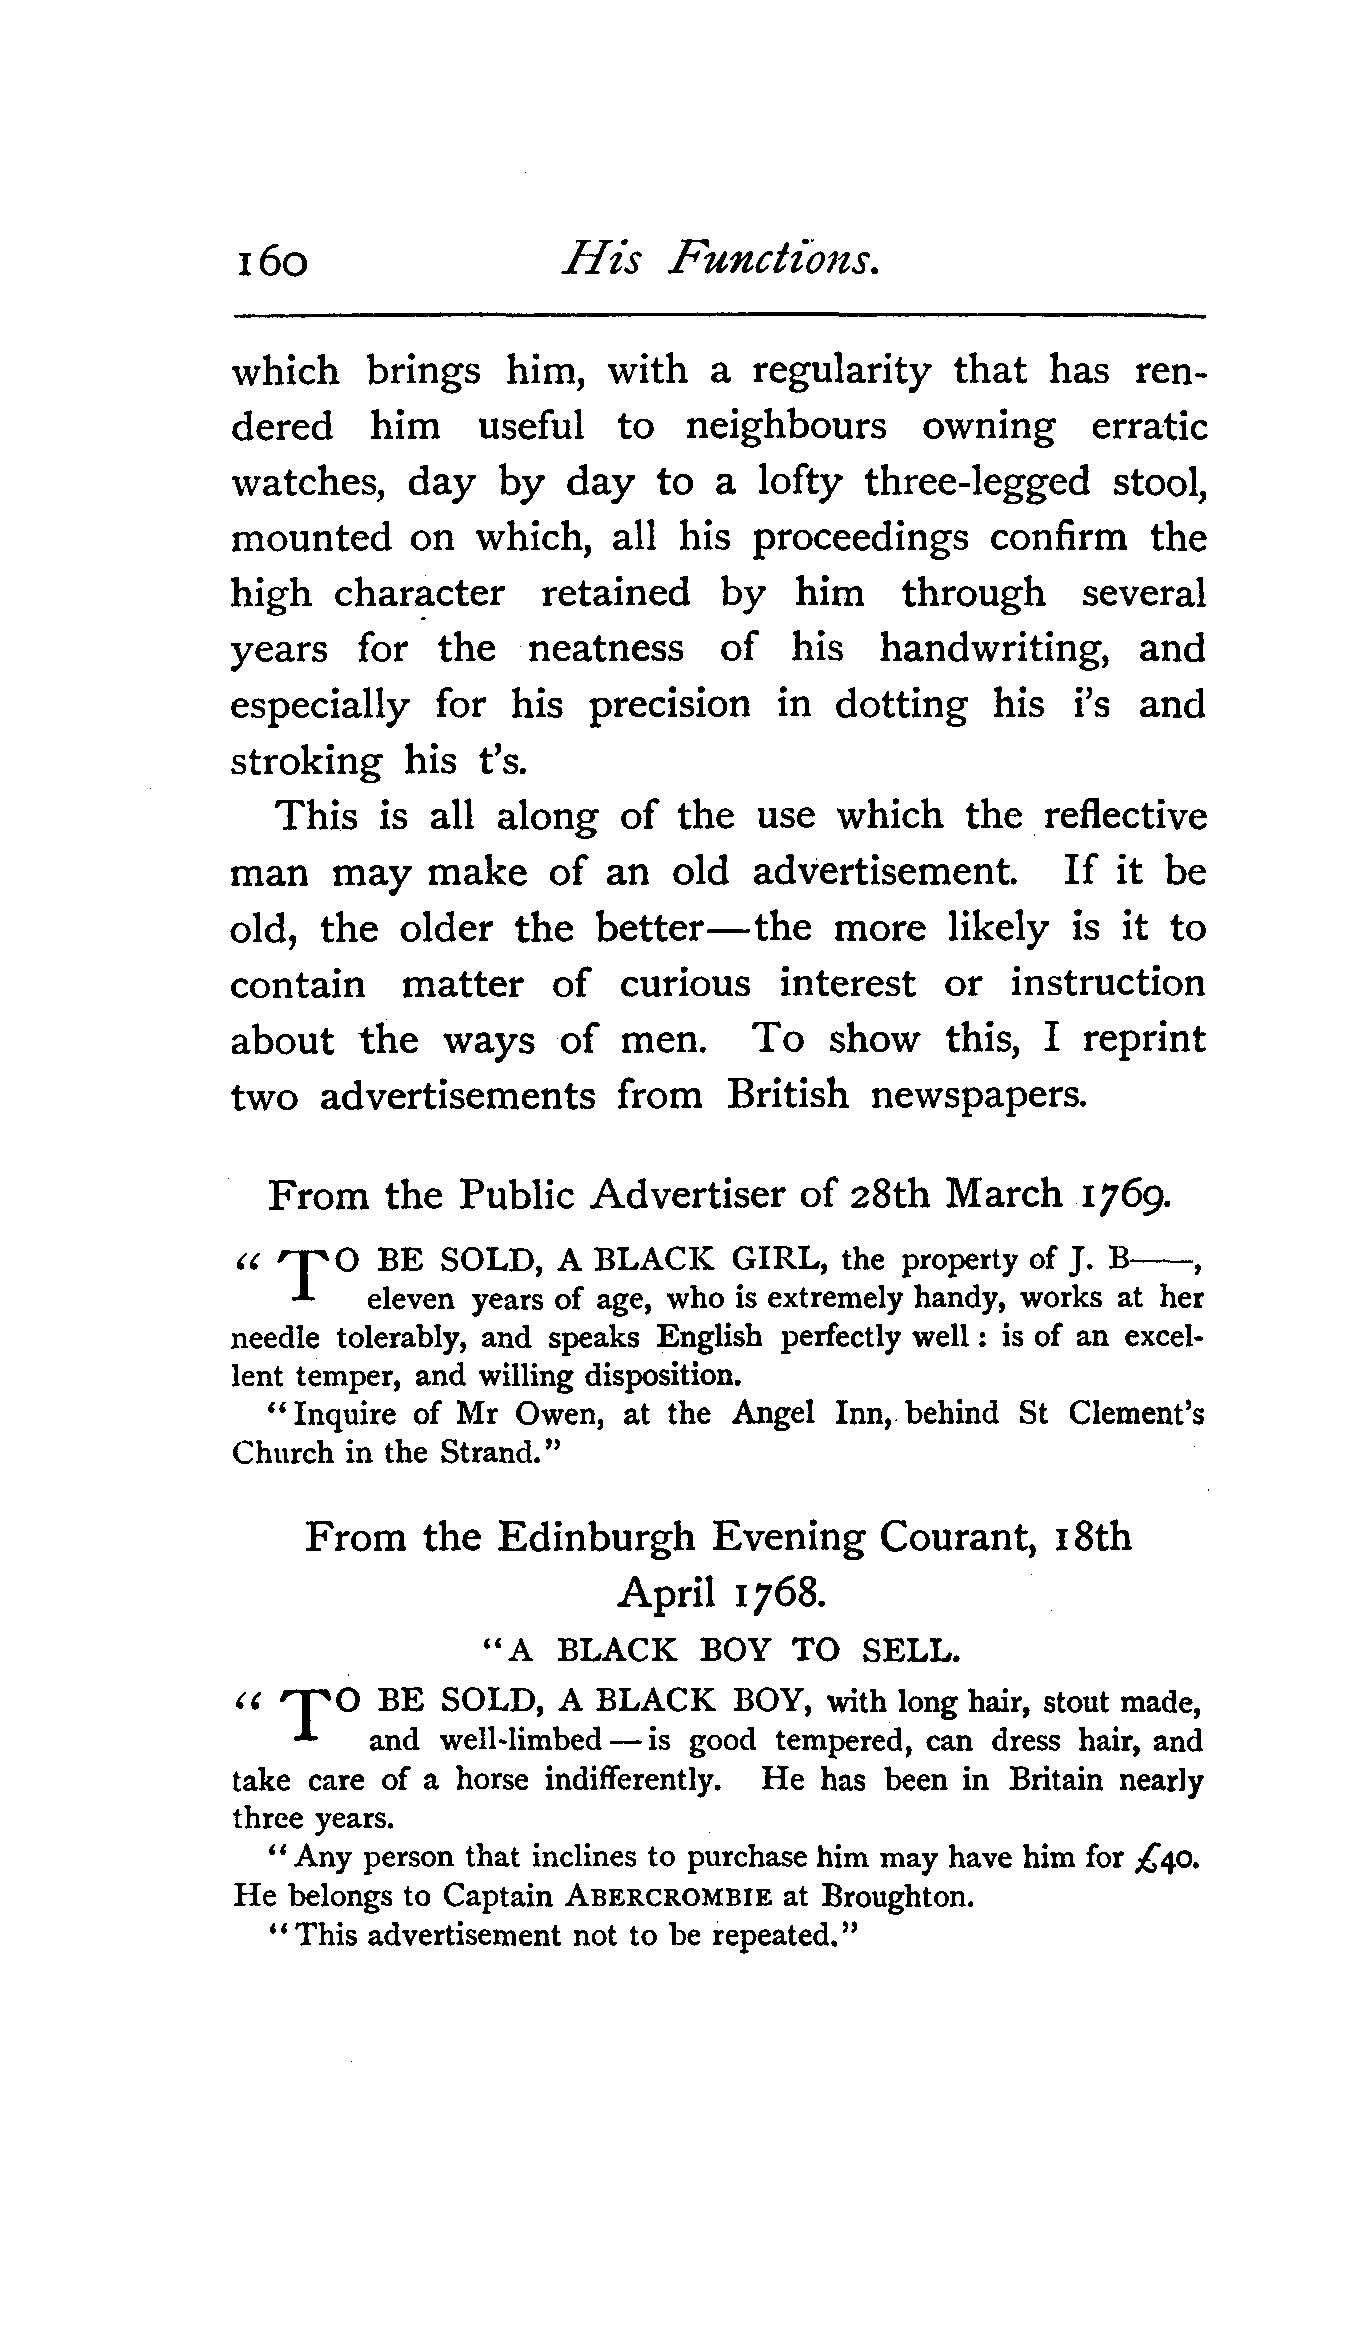 160 His Functions.
which brings him, with a regularity that has ren-
dered him useful to neighbours owning erratic
watches, day by day to a lofty three-legged stool,
mounted on which, all his proceedings confirm the
high character retained by him through several
years for the neatness of his handwriting, and
especially for his precision in dotting his i's and
stroking his t's.
This is all along of the use which the reflective
man may make of an old advertisement. If it be
old, the older the better—the more likely is it to
contain matter of curious interest or instruction
about the ways of men. To show this, I reprint
two advertisements from British newspapers.
From the Public Advertiser of 28th March 1769.
"TO BE SOLD, A BLACK GIRL, the property of J. B——,
eleven years of age, who is extremely handy, works at her
needle tolerably, and speaks English perfectly well: is of an excel-
lent temper, and willing disposition.
"Inquire of Mr Owen, at the Angel Inn, behind St Clement's
Church in the Strand."
From the Edinburgh Evening Courant, 18th
April 1768.
"A BLACK BOY TO SELL.
"TO BE SOLD, A BLACK BOY, with long hair, stout made,
and well-limbed—is good tempered, can dress hair, and
take care of a horse indifferently. He has been in Britain nearly
three years.
"Any person that inclines to purchase him may have him for £40.
He belongs to Captain ABERCROMBIE at Broughton.
"This advertisement not to be repeated."